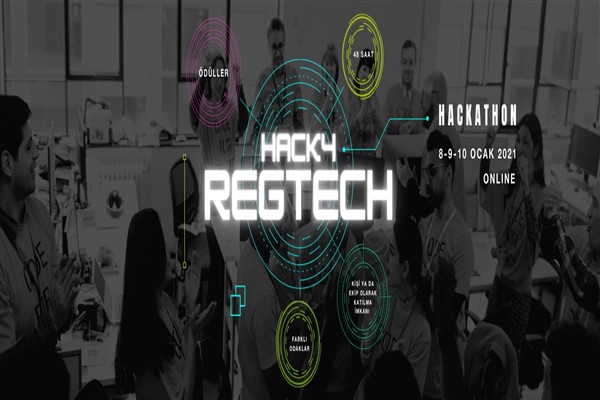 ÖDÜLLER
48 SAAT
HACK4
REGTECH
HACKATHON
8-9-10 OCAK 2021
ONLINE
KİŞİ YA DA
EKİP OLARAK
KATILMA
İMKANI
FARKLI
ODAKLAR